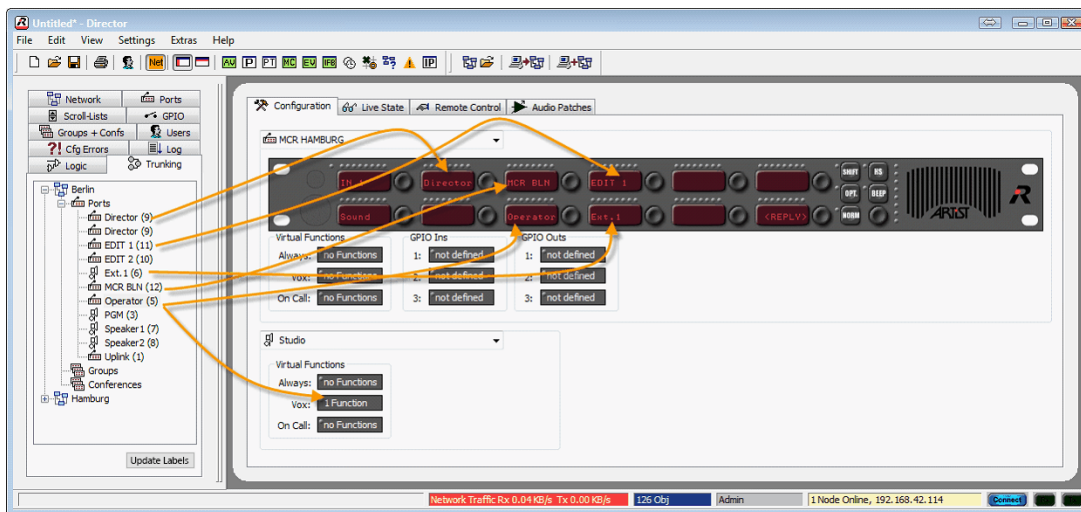 Untitled* - Director
File Edit View Settings Extras Help
Net AV P PT MC EV IFB IP
Network Ports
Scroll-Lists GPIO
Groups + Confs Users
?! Cfg Errors Log
Logic Trunking
Berlin
Ports
Director (9)
Director (9)
EDIT 1 (11)
EDIT 2 (10)
Ext.1 (6)
MCR BLN (12)
Operator (5)
PGM (3)
Speaker1 (7)
Speaker2 (8)
Uplink (1)
Groups
Conferences
Hamburg
Update Labels
Configuration Live State Remote Control Audio Patches
MCR HAMBURG
Director MCR BLN EDIT 1 SHIFT KS
OPT. BEEP
Sound Operator Ext.1 <REPLY> NORM
ARTIST R
Virtual Functions GPIO Ins GPIO Outs
Always: no Functions 1: not defined 1: not defined
Vox: no Functions 2: not defined 2: not defined
On Call: no Functions 3: not defined 3: not defined
Studio
Virtual Functions
Always: no Functions
Vox: 1 Function
On Call: no Functions
Network Traffic Rx 0.04 KB/s Tx 0.00 KB/s 126 Obj Admin 1 Node Online, 192.168.42.114 Connect